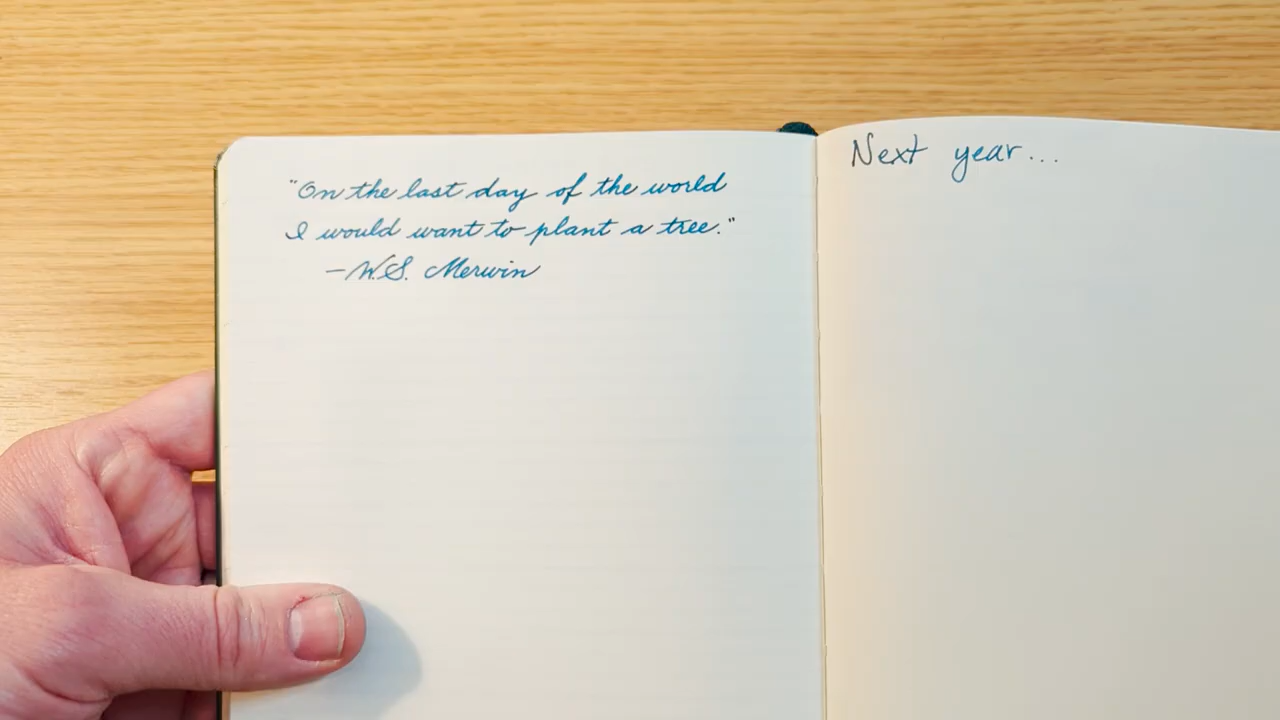 "On the last day of the world
I would want to plant a tree."
—W.S. Merwin
Next year...